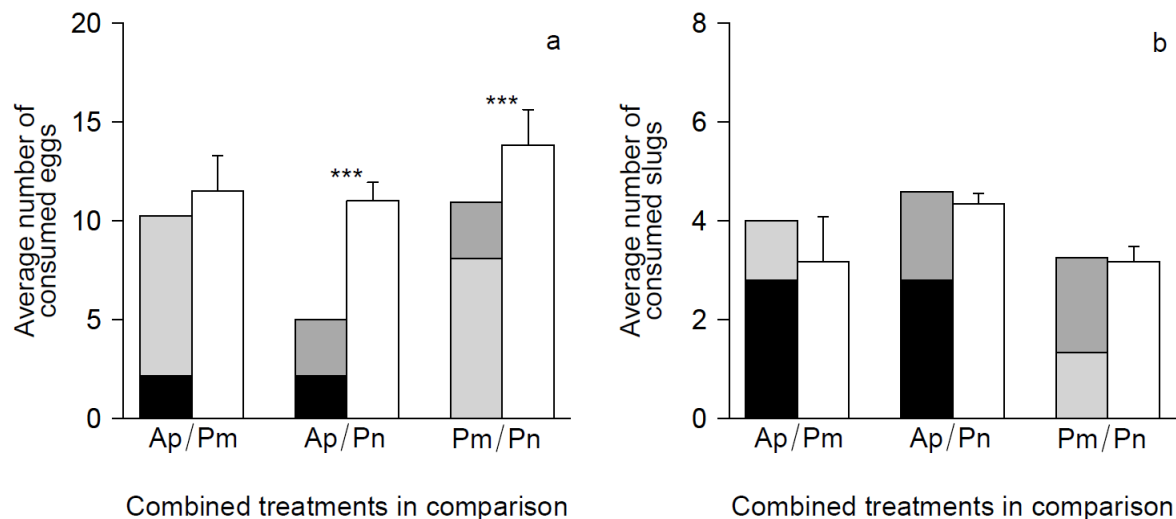 a
Average number of
consumed eggs
20
15
10
5
0
***
***
Ap/Pm
Ap/Pn
Pm/Pn
Combined treatments in comparison
b
Average number of
consumed slugs
8
6
4
2
0
Ap/Pm
Ap/Pn
Pm/Pn
Combined treatments in comparison